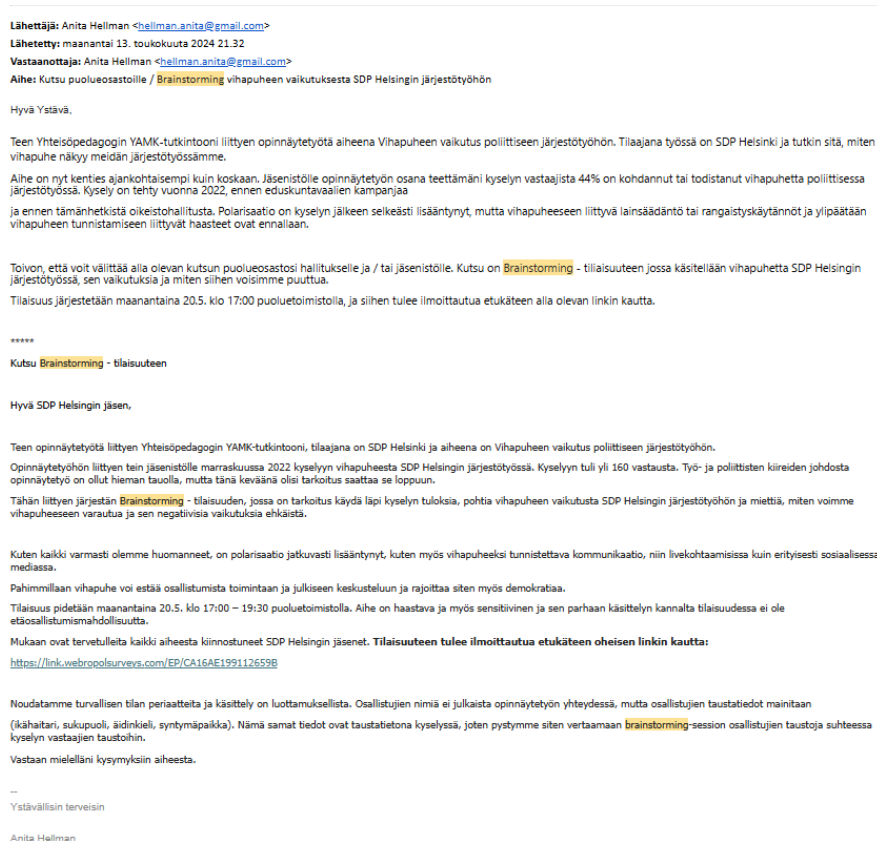 Lähettäjä: Anita Hellman <hellman.anita@gmail.com>
Lähetetty: maanantai 13. toukokuuta 2024 21.32
Vastaanottaja: Anita Hellman <hellman.anita@gmail.com>
Aihe: Kutsu puolueosastoille / Brainstorming vihapuheen vaikutuksesta SDP Helsingin järjestötyöhön
Hyvä Ystävä,
Teen Yhteisöpedagogin YAMK-tutkintooni liittyen opinnäytetyötä aiheena Vihapuheen vaikutus poliittiseen järjestötyöhön. Tilaajana työssä on SDP Helsinki ja tutkin sitä, miten
vihapuhe näkyy meidän järjestötyössämme.
Aihe on nyt kenties ajankohtaisempi kuin koskaan. Jäsenistölle opinnäytetyön osana teettämäni kyselyn vastaajista 44% on kohdannut tai todistanut vihapuhetta poliittisessa
järjestötyössä. Kysely on tehty vuonna 2022, ennen eduskuntavaalien kampanjaa
ja ennen tämänhetkistä oikeistohallitusta. Polarisaatio on kyselyn jälkeen selkeästi lisääntynyt, mutta vihapuheeseen liittyvä lainsäädäntö tai rangaistyskäytännöt ja ylipäätään
vihapuheen tunnistamiseen liittyvät haasteet ovat ennallaan.
Toivon, että voit välittää alla olevan kutsun puolueosastosi hallitukselle ja / tai jäsenistölle. Kutsu on Brainstorming - tiliaisuuteen jossa käsitellään vihapuhetta SDP Helsingin
järjestötyössä, sen vaikutuksia ja miten siihen voisimme puuttua.
Tilaisuus järjestetään maanantaina 20.5. klo 17:00 puoluetoimistolla, ja siihen tulee ilmoittautua etukäteen alla olevan linkin kautta.
*****
Kutsu Brainstorming - tilaisuuteen
Hyvä SDP Helsingin jäsen,
Teen opinnäytetyötä liittyen Yhteisöpedagogin YAMK-tutkintooni, tilaajana on SDP Helsinki ja aiheena on Vihapuheen vaikutus poliittiseen järjestötyöhön.
Opinnäytetyöhön liittyen tein jäsenistölle marraskuussa 2022 kyselyyn vihapuheesta SDP Helsingin järjestötyössä. Kyselyyn tuli yli 160 vastausta. Työ- ja poliittisten kiireiden johdosta
opinnäytetyö on ollut hieman tauolla, mutta tänä keväänä olisi tarkoitus saattaa se loppuun.
Tähän liittyen järjestän Brainstorming - tilaisuuden, jossa on tarkoitus käydä läpi kyselyn tuloksia, pohtia vihapuheen vaikutusta SDP Helsingin järjestötyöhön ja miettiä, miten voimme
vihapuheeseen varautua ja sen negatiivisia vaikutuksia ehkäistä.
Kuten kaikki varmasti olemme huomanneet, on polarisaatio jatkuvasti lisääntynyt, kuten myös vihapuheeksi tunnistettava kommunikaatio, niin livekohtaamisissa kuin erityisesti sosiaalisessa
mediassa.
Pahimmillaan vihapuhe voi estää osallistumista toimintaan ja julkiseen keskusteluun ja rajoittaa siten myös demokratiaa.
Tilaisuus pidetään maanantaina 20.5. klo 17:00 – 19:30 puoluetoimistolla. Aihe on haastava ja myös sensitiivinen ja sen parhaan käsittelyn kannalta tilaisuudessa ei ole
etäosallistumismahdollisuutta.
Mukaan ovat tervetulleita kaikki aiheesta kiinnostuneet SDP Helsingin jäsenet. Tilaisuuteen tulee ilmoittautua etukäteen oheisen linkin kautta:
https://link.webropolsurveys.com/EP/CA16AE199112659B
Noudatamme turvallisen tilan periaatteita ja käsittely on luottamuksellista. Osallistujien nimiä ei julkaista opinnäytetyön yhteydessä, mutta osallistujien taustatiedot mainitaan
(ikähaitari, sukupuoli, äidinkieli, syntymäpaikka). Nämä samat tiedot ovat taustatietona kyselyssä, joten pystymme siten vertaamaan brainstorming-session osallistujien taustoja suhteessa
kyselyn vastaajien taustoihin.
Vastaan mielelläni kysymyksiin aiheesta.
--
Ystävällisin terveisin
Anita Hellman